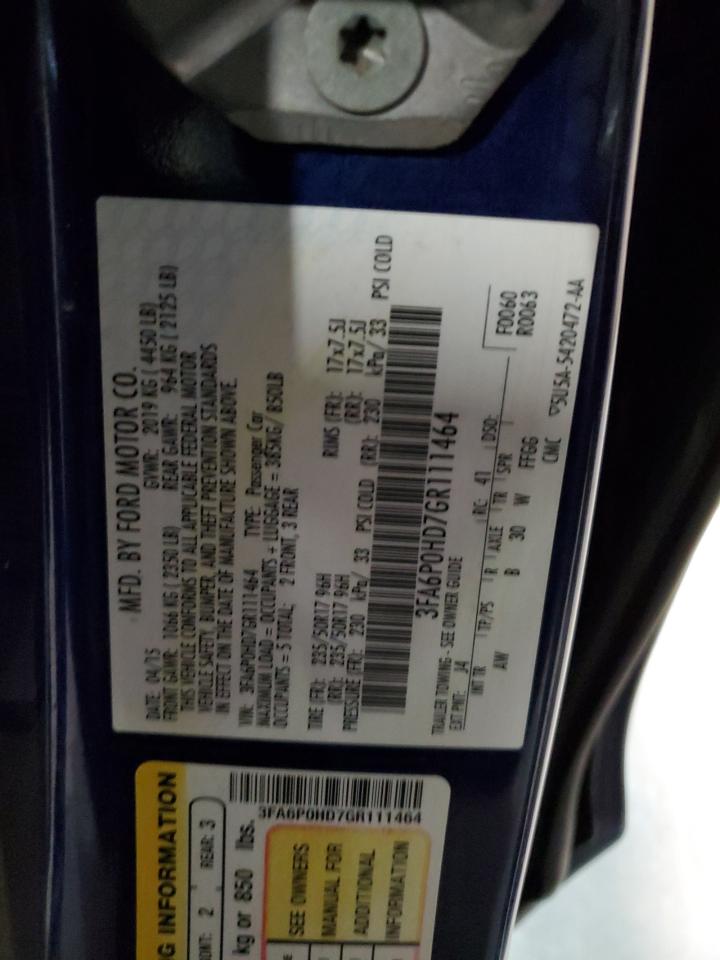 MFD. BY FORD MOTOR CO.
DATE: 04/15 GVWR: 2019 KG ( 4450 LB)
FRONT GAWR: 1066 KG ( 2350 LB) REAR GAWR: 964 KG ( 2125 LB)
THIS VEHICLE CONFORMS TO ALL APPLICABLE FEDERAL MOTOR
VEHICLE SAFETY, BUMPER, AND THEFT PREVENTION STANDARDS
IN EFFECT ON THE DATE OF MANUFACTURE SHOWN ABOVE.
VIN: 3FA6P0HD7GR111464 TYPE: Passenger Car
MAXIMUM LOAD = OCCUPANTS + LUGGAGE = 385KG/ 850LB
OCCUPANTS = 5 TOTAL; 2 FRONT, 3 REAR
TIRE (FR): 235/50R17 96H RIMS (FR): 17x7.5J
(RR): 235/50R17 96H (RR): 17x7.5J
PRESSURE (FR): 230 kPa/ 33 PSI COLD (RR): 230 kPa/ 33 PSI COLD
3FA6P0HD7GR111464
TRAILER TOWING - SEE OWNER GUIDE
EXT PNT: J4 RC: 41 DSO: F0060
INT TR TP/PS R AXLE TR SPR R0063
AW B 30 W FFGG
CMC 5U5A-5420472-AA
G INFORMATION
ONT: 2 REAR: 3
kg or 850 lbs.
3FA6P0HD7GR111464
SEE OWNERS
MANUAL FOR
ADDITIONAL
INFORMATION